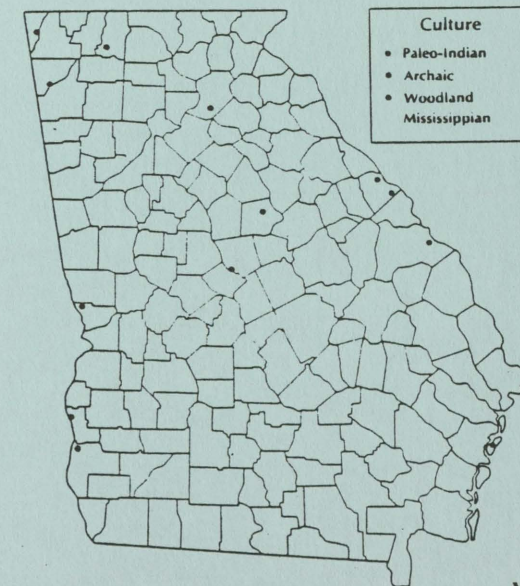 Culture
• Paleo-Indian
• Archaic
• Woodland
Mississippian